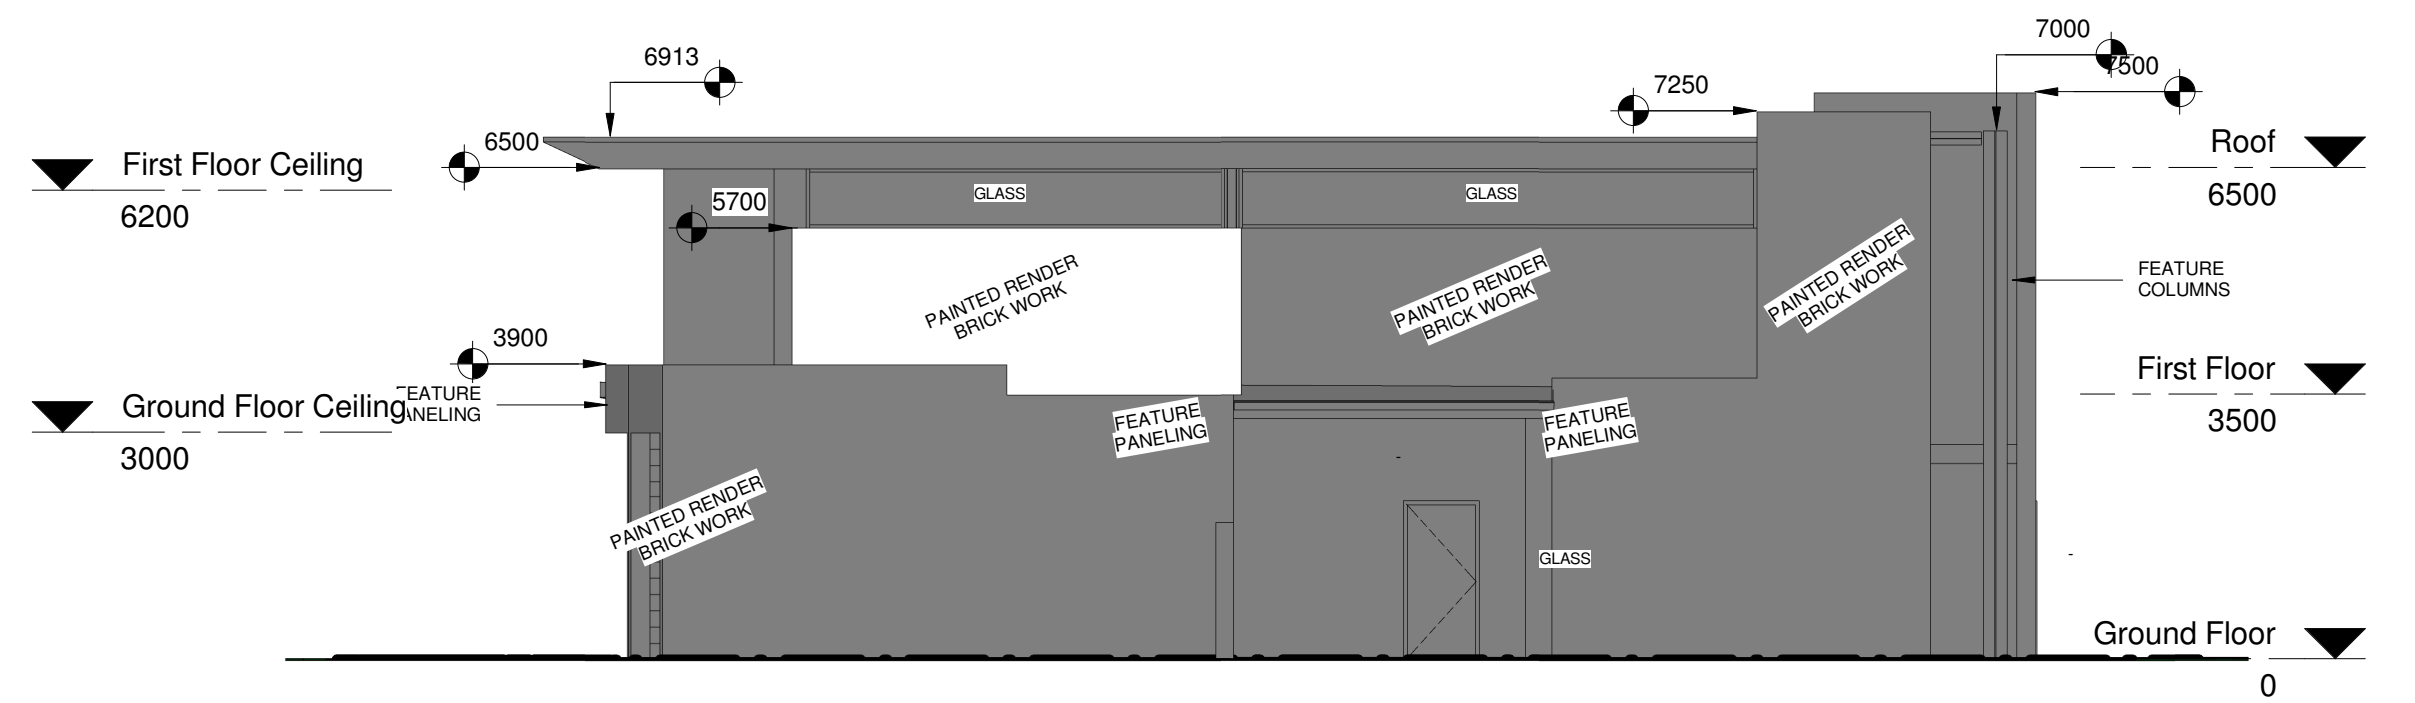 7000
7500
6913
7250
6500
First Floor Ceiling
6200
Roof
6500
5700
GLASS
GLASS
PAINTED RENDER
BRICK WORK
PAINTED RENDER
BRICK WORK
PAINTED RENDER
BRICK WORK
FEATURE
COLUMNS
3900
First Floor
3500
Ground Floor Ceiling
3000
EATURE
ANELING
FEATURE
PANELING
FEATURE
PANELING
PAINTED RENDER
BRICK WORK
GLASS
Ground Floor
0